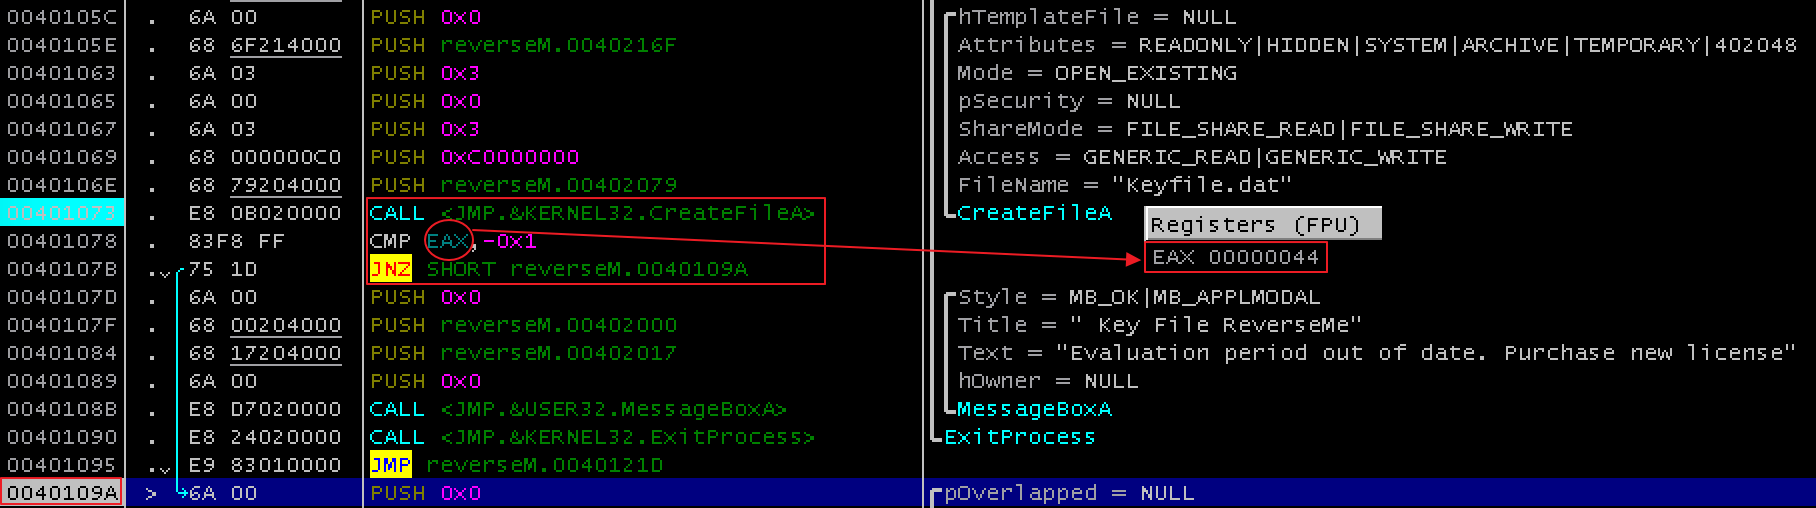 0040105C . 6A 00 PUSH 0x0 hTemplateFile = NULL
0040105E . 68 6F214000 PUSH reverseM.0040216F Attributes = READONLY|HIDDEN|SYSTEM|ARCHIVE|TEMPORARY|402048
00401063 . 6A 03 PUSH 0x3 Mode = OPEN_EXISTING
00401065 . 6A 00 PUSH 0x0 pSecurity = NULL
00401067 . 6A 03 PUSH 0x3 ShareMode = FILE_SHARE_READ|FILE_SHARE_WRITE
00401069 . 68 000000C0 PUSH 0xC0000000 Access = GENERIC_READ|GENERIC_WRITE
0040106E . 68 79204000 PUSH reverseM.00402079 FileName = "Keyfile.dat"
00401073 . E8 0B020000 CALL <JMP.&KERNEL32.CreateFileA> CreateFileA
Registers (FPU)
00401078 . 83F8 FF CMP EAX,-0x1
EAX 00000044
0040107B . 75 1D JNZ SHORT reverseM.0040109A
0040107D . 6A 00 PUSH 0x0 Style = MB_OK|MB_APPLMODAL
0040107F . 68 00204000 PUSH reverseM.00402000 Title = " Key File ReverseMe"
00401084 . 68 17204000 PUSH reverseM.00402017 Text = "Evaluation period out of date. Purchase new license"
00401089 . 6A 00 PUSH 0x0 hOwner = NULL
0040108B . E8 D7020000 CALL <JMP.&USER32.MessageBoxA> MessageBoxA
00401090 . E8 24020000 CALL <JMP.&KERNEL32.ExitProcess> ExitProcess
00401095 . E9 83010000 JMP reverseM.0040121D
0040109A > 6A 00 PUSH 0x0 pOverlapped = NULL